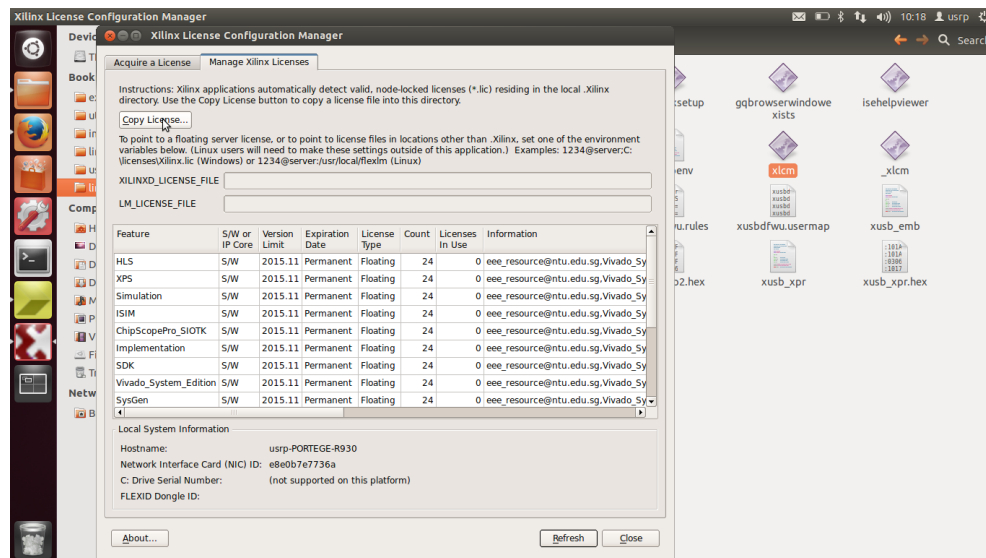 Xilinx License Configuration Manager
10:18 usrp
Xilinx License Configuration Manager
Acquire a License
Manage Xilinx Licenses
Instructions: Xilinx applications automatically detect valid, node-locked licenses (*.lic) residing in the local .Xilinx
directory. Use the Copy License button to copy a license file into this directory.
Copy License...
To point to a floating server license, or to point to license files in locations other than .Xilinx, set one of the environment
variables below. (Linux users will need to make these settings outside of this application.) Examples: 1234@server;C:
\licenses\Xilinx.lic (Windows) or 1234@server:/usr/local/flexlm (Linux)
XILINXD_LICENSE_FILE
LM_LICENSE_FILE
Feature S/W or IP Core Version Limit Expiration Date License Type Count Licenses In Use Information
HLS S/W 2015.11 Permanent Floating 24 0 eee_resource@ntu.edu.sg,Vivado_Sy
XPS S/W 2015.11 Permanent Floating 24 0 eee_resource@ntu.edu.sg,Vivado_Sy
Simulation S/W 2015.11 Permanent Floating 24 0 eee_resource@ntu.edu.sg,Vivado_Sy
ISIM S/W 2015.11 Permanent Floating 24 0 eee_resource@ntu.edu.sg,Vivado_Sy
ChipScopePro_SIOTK S/W 2015.11 Permanent Floating 24 0 eee_resource@ntu.edu.sg,Vivado_Sy
Implementation S/W 2015.11 Permanent Floating 24 0 eee_resource@ntu.edu.sg,Vivado_Sy
SDK S/W 2015.11 Permanent Floating 24 0 eee_resource@ntu.edu.sg,Vivado_Sy
Vivado_System_Edition S/W 2015.11 Permanent Floating 24 0 eee_resource@ntu.edu.sg,Vivado_Sy
SysGen S/W 2015.11 Permanent Floating 24 0 eee_resource@ntu.edu.sg,Vivado_Sy
Local System Information
Hostname: usrp-PORTEGE-R930
Network Interface Card (NIC) ID: e8e0b7e7736a
C: Drive Serial Number: (not supported on this platform)
FLEXID Dongle ID:
About...
Refresh
Close
Devic
Book
Comp
Netw
Searc
setup
gqbrowserwindowe
xists
isehelpviewer
env
xlcm
_xlcm
wu.rules
xusbdfwu.usermap
xusb_emb
b2.hex
xusb_xpr
xusb_xpr.hex